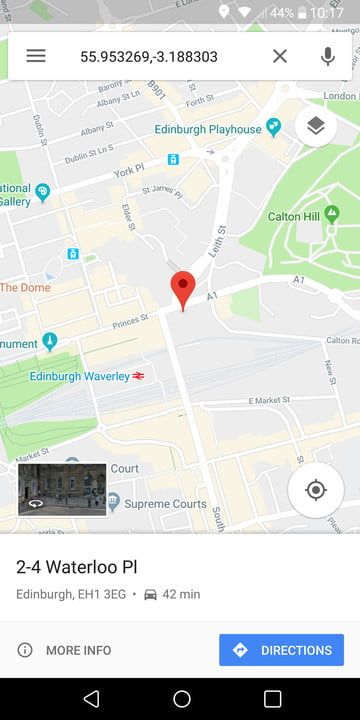 44% 10:17
55.953269,-3.188303
Barony St
Albany St Ln
B901
Forth St
London
Dublin St
Albany St
Edinburgh Playhouse
Dublin St Ln S
York Pl
ational
Gallery
St James Pl
Elder St
Calton Hill
Leith St
The Dome
A1
A1
Princes St
nument
Calton Ro
Edinburgh Waverley
New St
E Market St
Market St
Court
Supreme Courts
South
2-4 Waterloo Pl
Edinburgh, EH1 3EG • 42 min
MORE INFO
DIRECTIONS